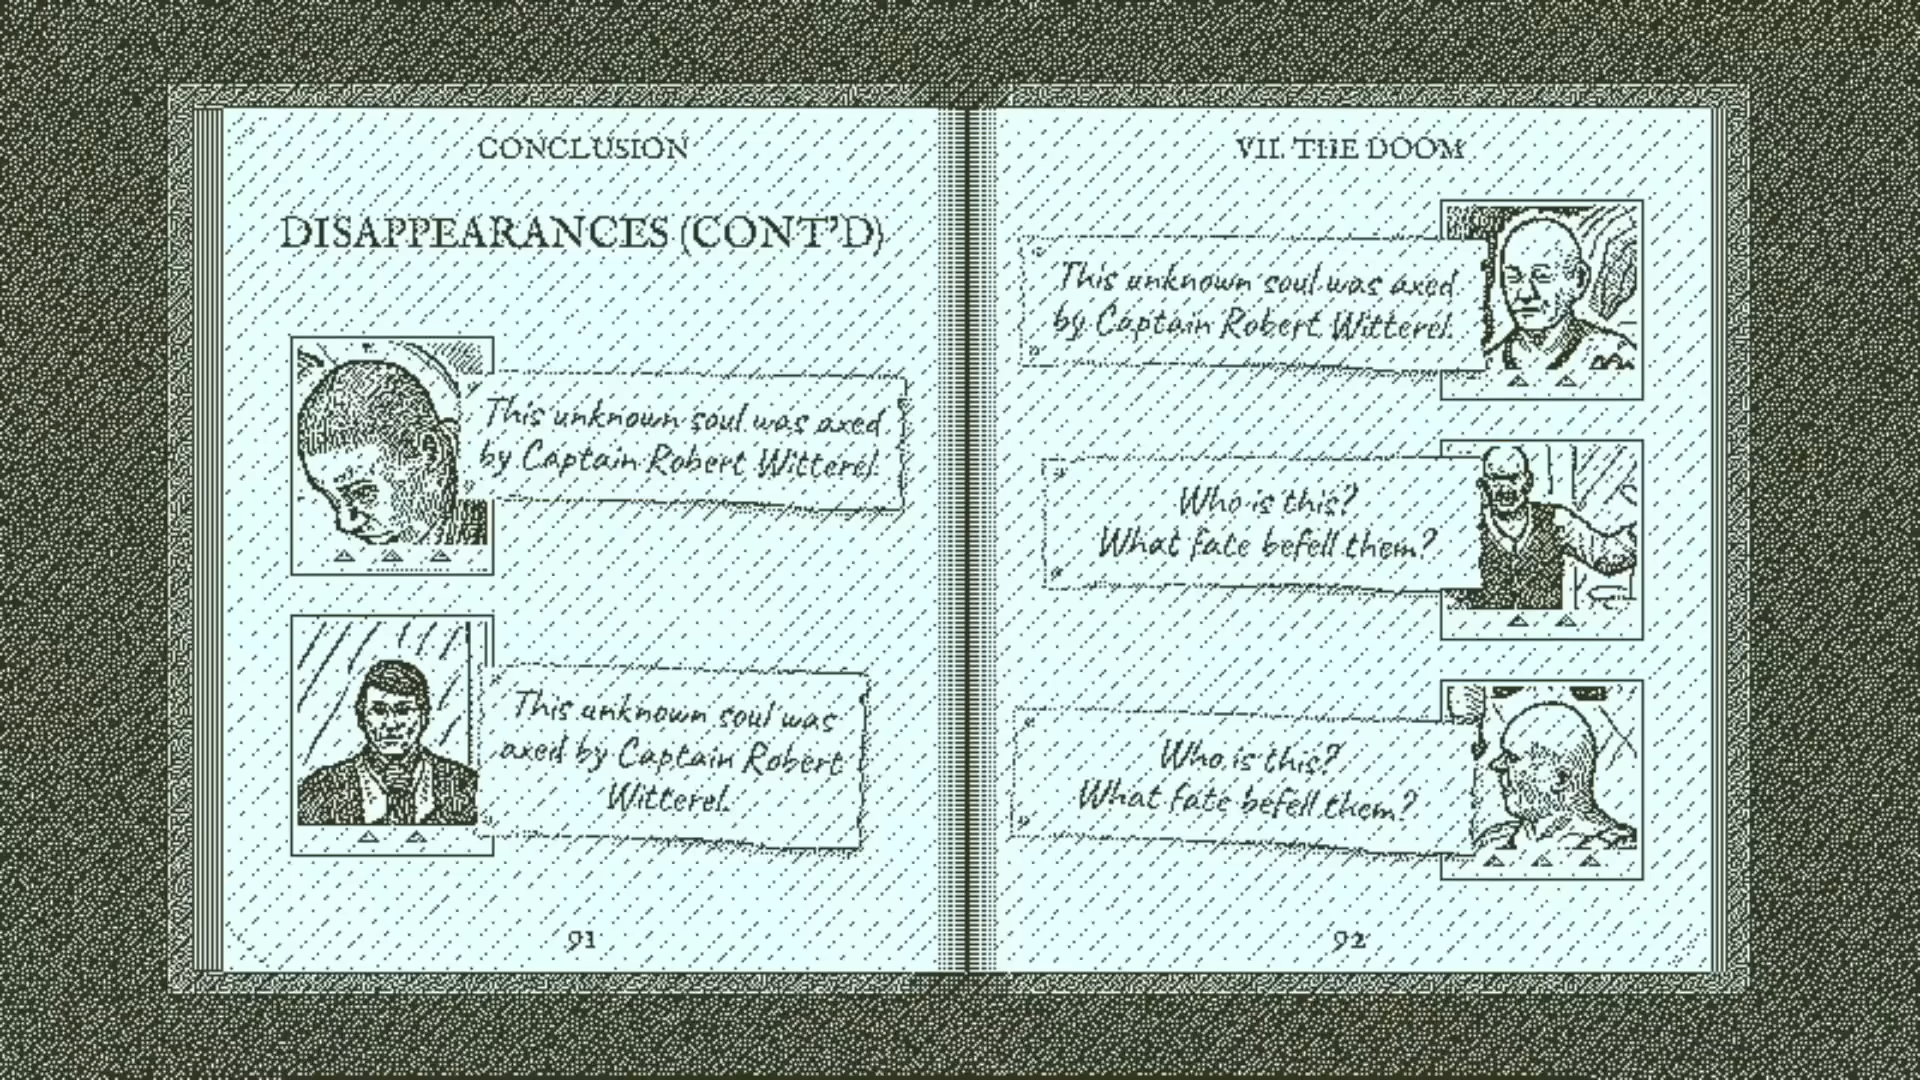 CONCLUSION
DISAPPEARANCES (CONT'D)
This unknown soul was axed
by Captain Robert Witterel.
This unknown soul was
axed by Captain Robert
Witterel.
91
VII. THE DOOM
This unknown soul was axed
by Captain Robert Witterel.
Who is this?
What fate befell them?
Who is this?
What fate befell them?
92